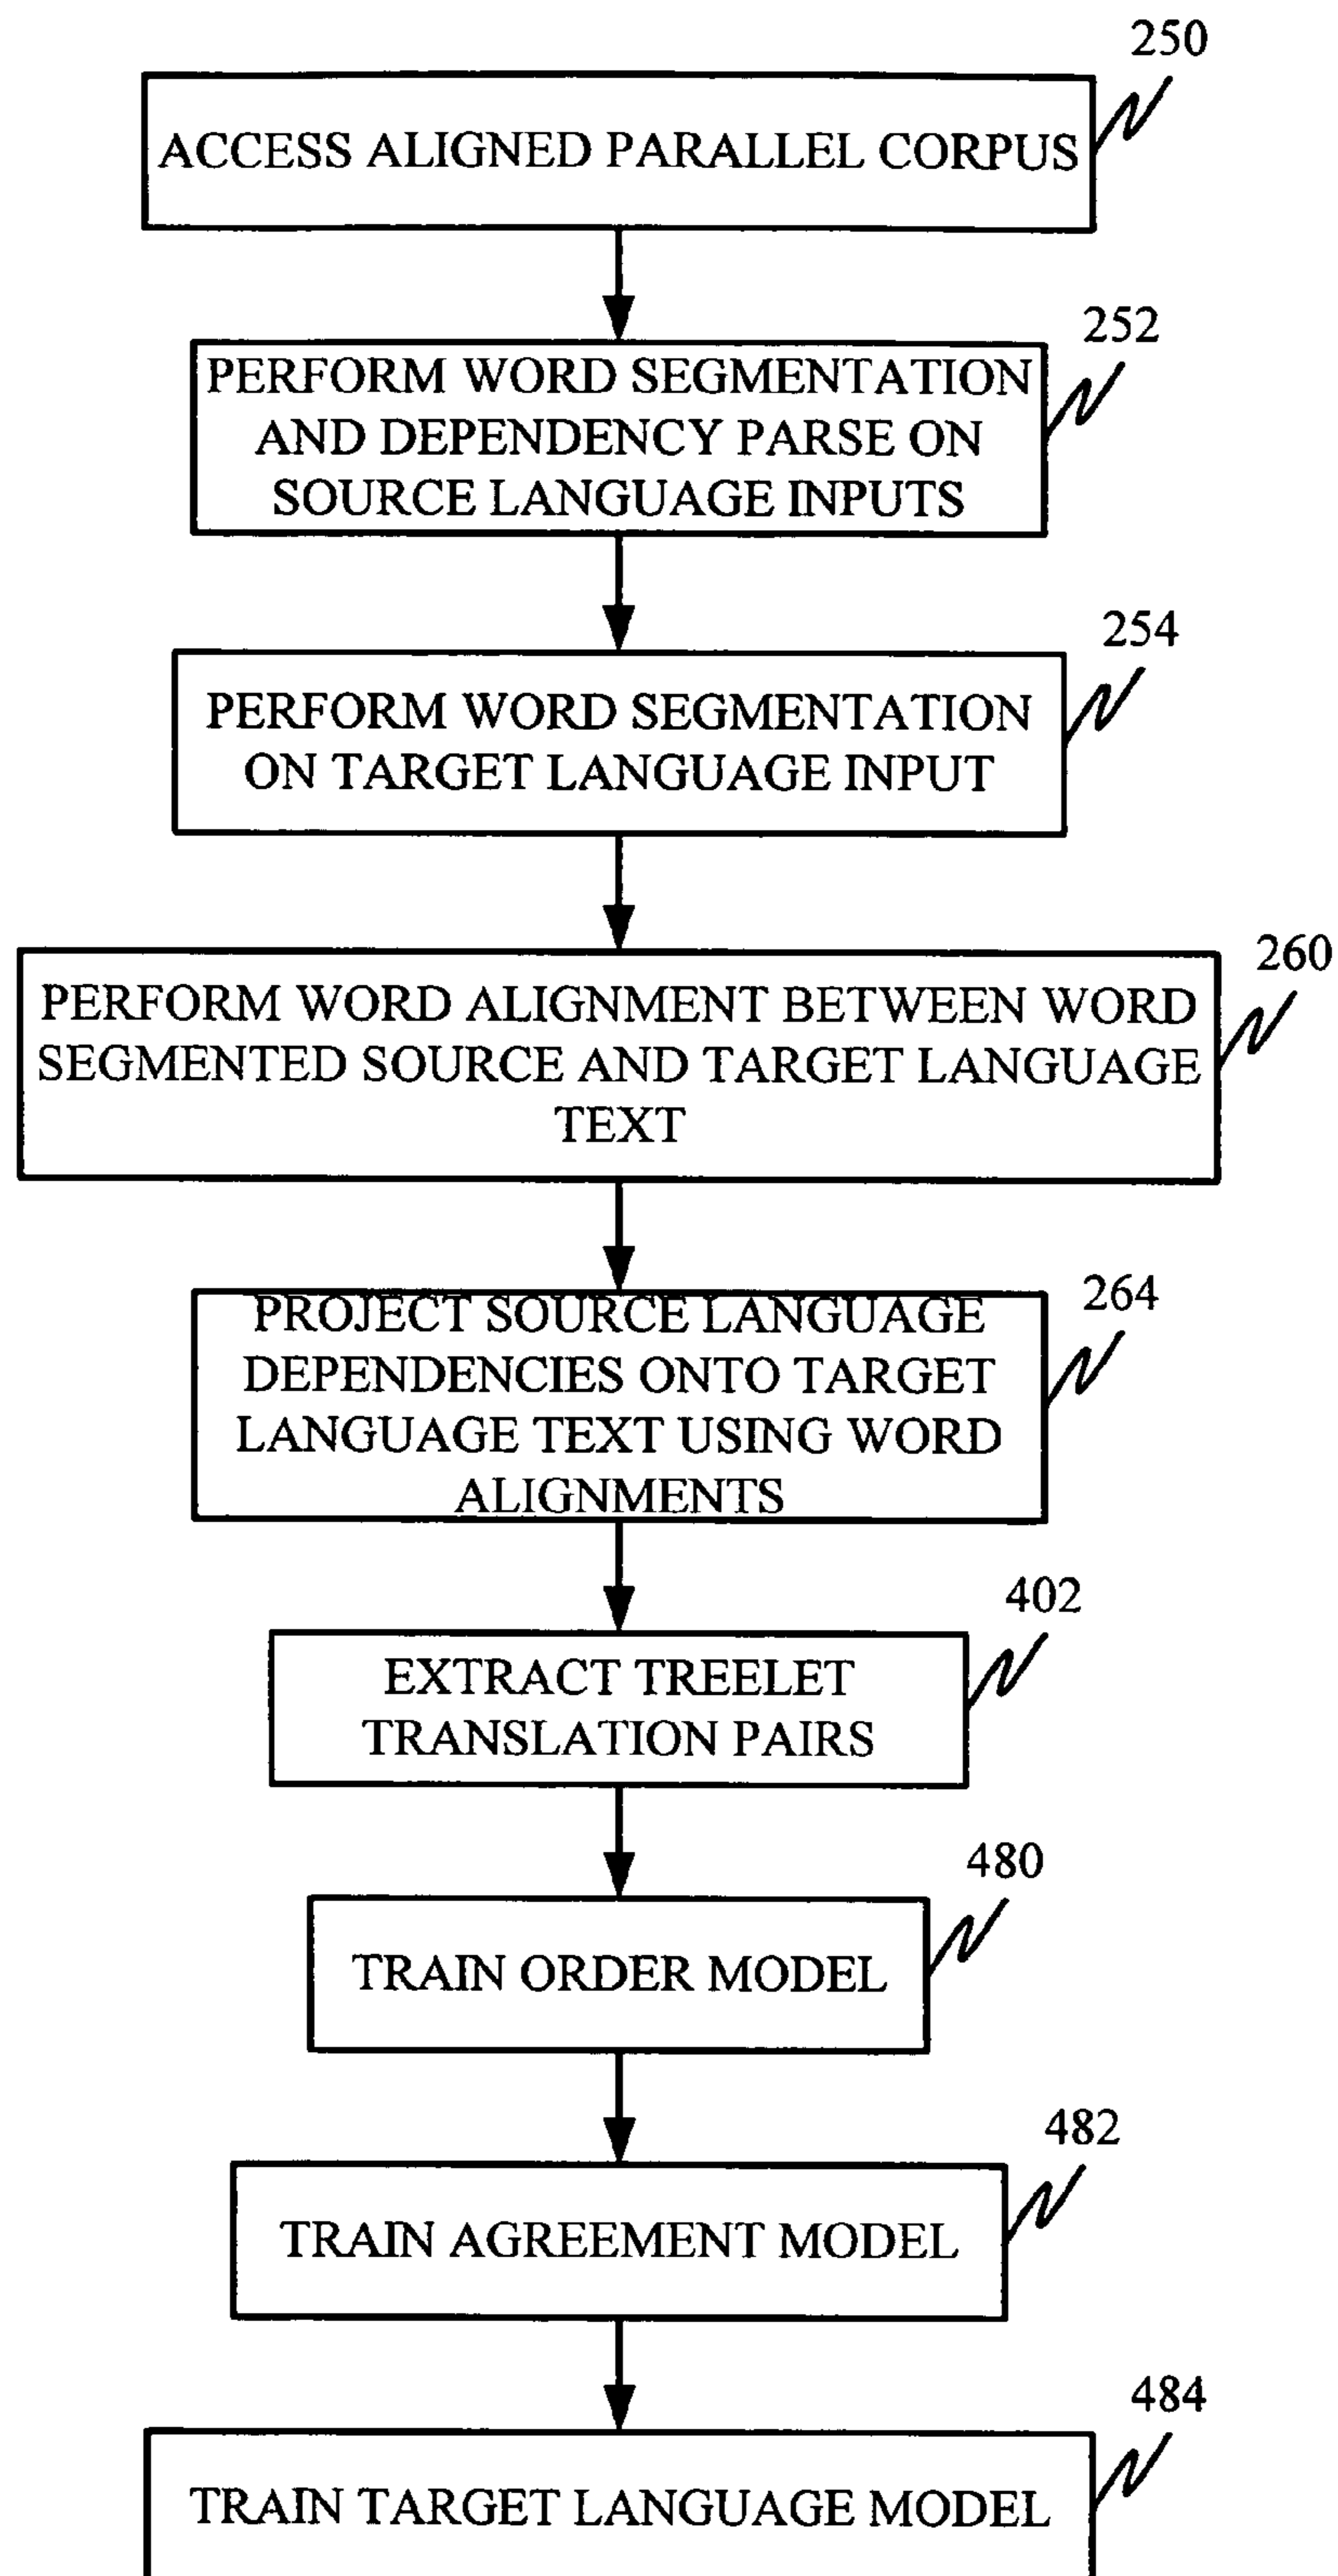 250
ACCESS ALIGNED PARALLEL CORPUS
252
PERFORM WORD SEGMENTATION
AND DEPENDENCY PARSE ON
SOURCE LANGUAGE INPUTS
254
PERFORM WORD SEGMENTATION
ON TARGET LANGUAGE INPUT
260
PERFORM WORD ALIGNMENT BETWEEN WORD
SEGMENTED SOURCE AND TARGET LANGUAGE
TEXT
264
PROJECT SOURCE LANGUAGE
DEPENDENCIES ONTO TARGET
LANGUAGE TEXT USING WORD
ALIGNMENTS
402
EXTRACT TREELET
TRANSLATION PAIRS
480
TRAIN ORDER MODEL
482
TRAIN AGREEMENT MODEL
484
TRAIN TARGET LANGUAGE MODEL